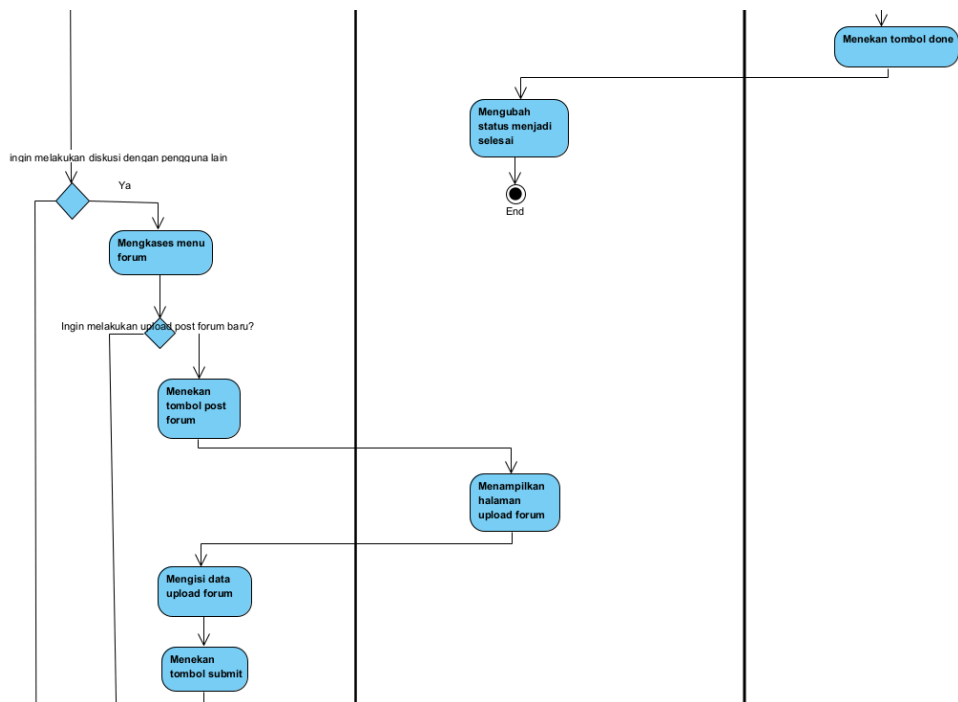 Menekan tombol done
Mengubah
status menjadi
selesai
End
ingin melakukan diskusi dengan pengguna lain
Ya
Mengkases menu
forum
Ingin melakukan upload post forum baru?
Menekan
tombol post
forum
Menampilkan
halaman
upload forum
Mengisi data
upload forum
Menekan
tombol submit